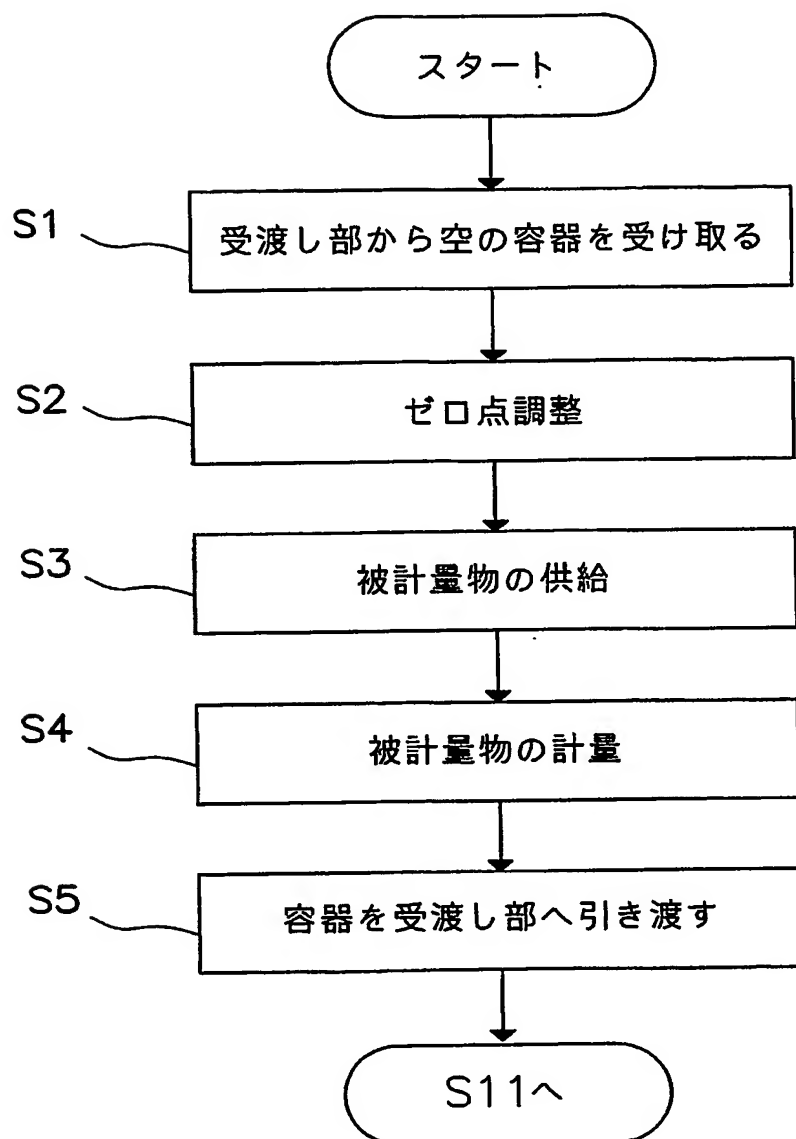 スタート
S1
受渡し部から空の容器を受け取る
S2
ゼロ点調整
S3
被計量物の供給
S4
被計量物の計量
S5
容器を受渡し部へ引き渡す
S11へ